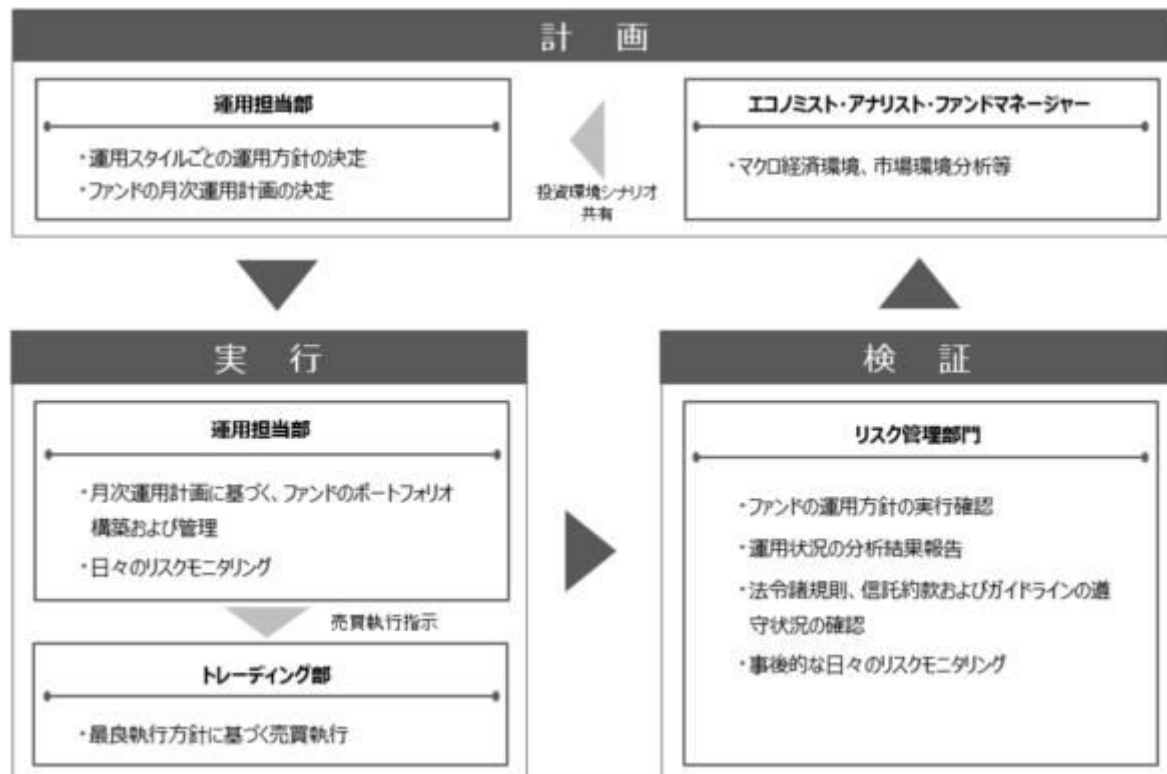 計 画
運用担当部
・運用スタイルごとの運用方針の決定
・ファンドの月次運用計画の決定
投資環境シナリオ
共有
エコノミスト・アナリスト・ファンドマネージャー
・マクロ経済環境、市場環境分析等
実 行
運用担当部
・月次運用計画に基づく、ファンドのポートフォリオ
構築および管理
・日々のリスクモニタリング
売買執行指示
トレーディング部
・最良執行方針に基づく売買執行
検 証
リスク管理部門
・ファンドの運用方針の実行確認
・運用状況の分析結果報告
・法令諸規則、信託約款およびガイドラインの遵
守状況の確認
・事後的な日々のリスクモニタリング